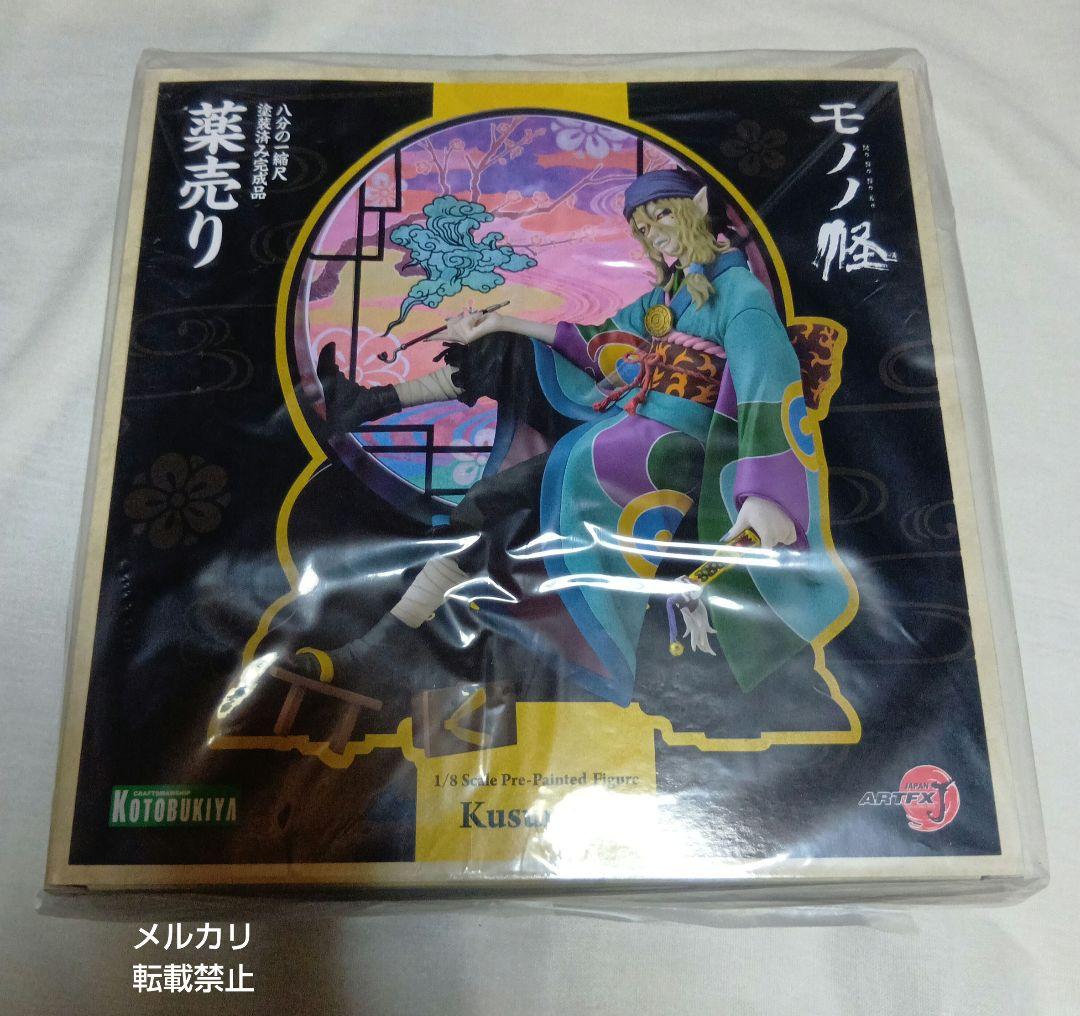 モノノ怪
八分の一縮尺
塗装済み完成品
薬売り
1/8 Scale Pre-Painted Figure
CRAFTSMANSHIP
KOTOBUKIYA
JAPAN
ARTFX J
メルカリ
転載禁止